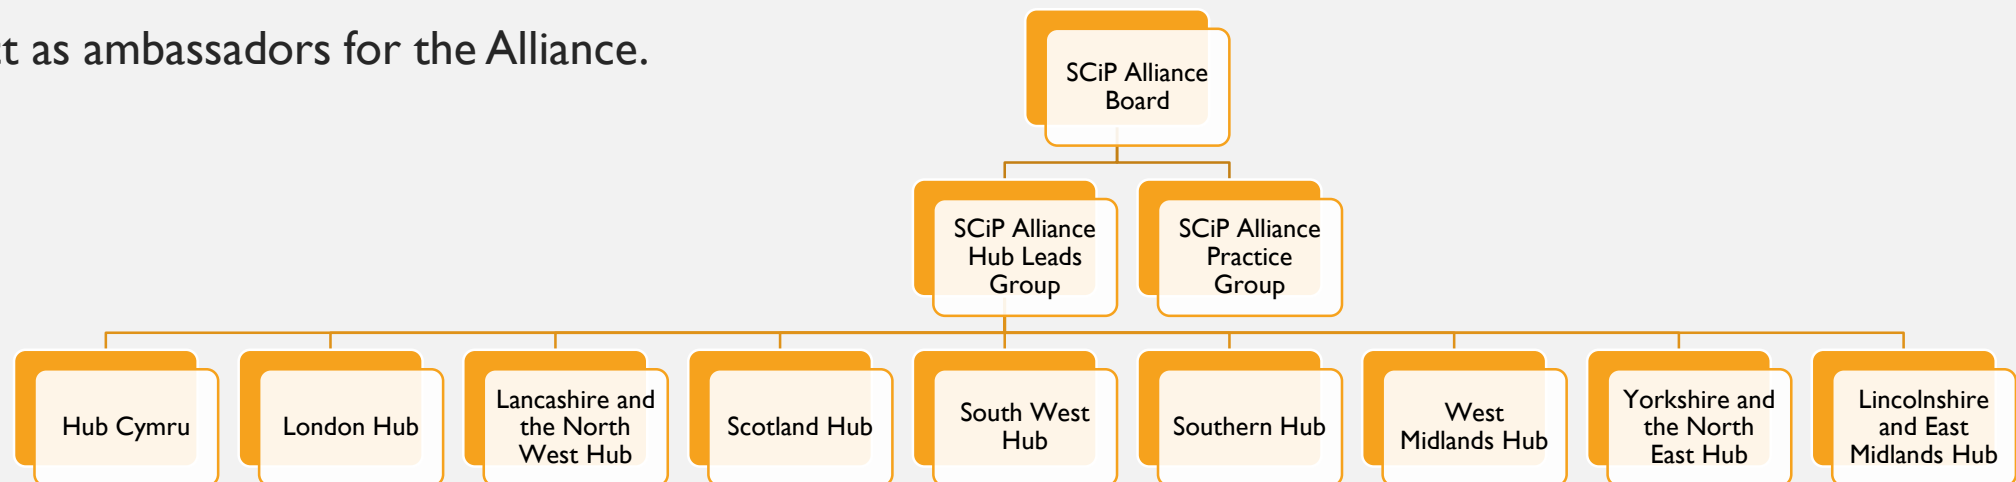 t as ambassadors for the Alliance.
SCiP Alliance
Board
SCiP Alliance
Hub Leads
Group
SCiP Alliance
Practice
Group
Hub Cymru
London Hub
Lancashire and
the North
West Hub
Scotland Hub
South West
Hub
Southern Hub
West
Midlands Hub
Yorkshire and
the North
East Hub
Lincolnshire
and East
Midlands Hub